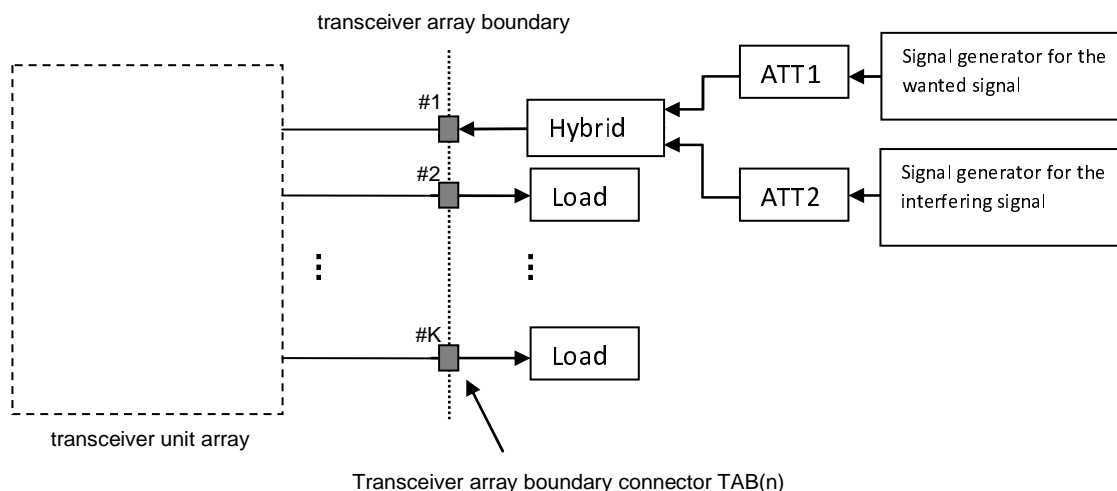 transceiver array boundary
Signal generator for the
wanted signal
ATT1
#1
Hybrid
#2
Load
ATT2
Signal generator for the
interfering signal
#K
Load
transceiver unit array
Transceiver array boundary connector TAB(n)